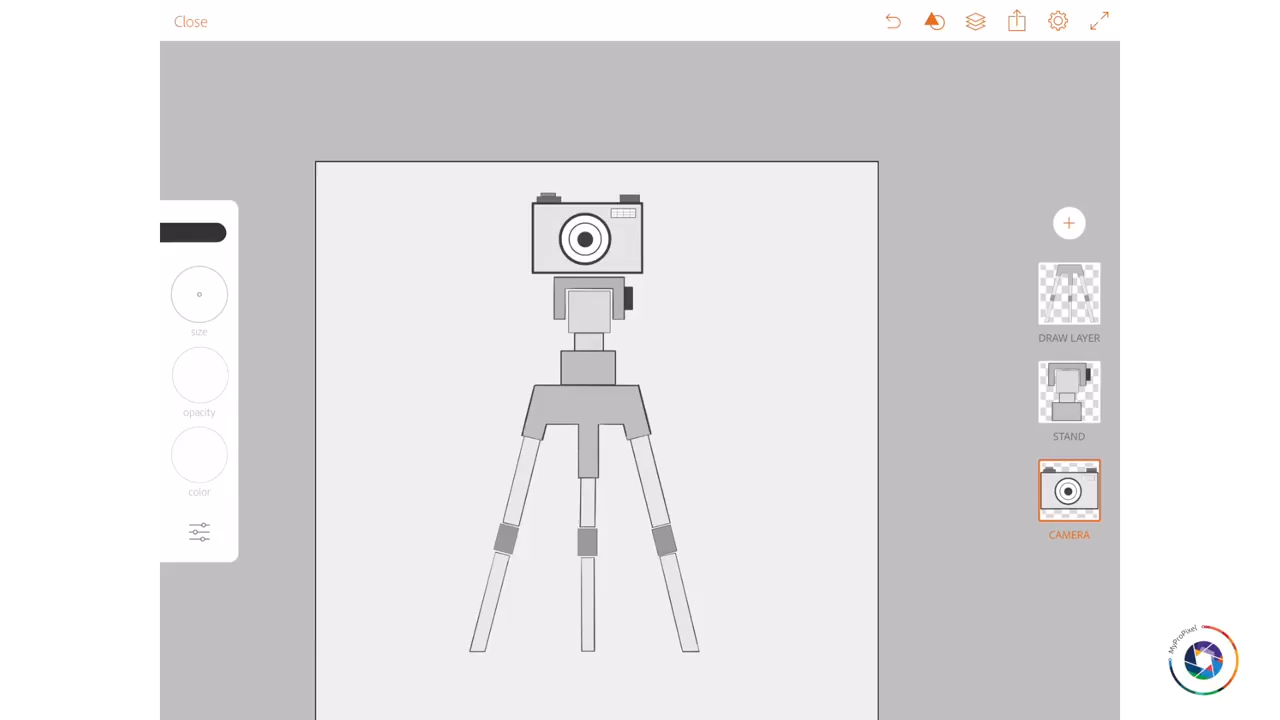 Close
size
opacity
color
DRAW LAYER
STAND
CAMERA
MyProPixel